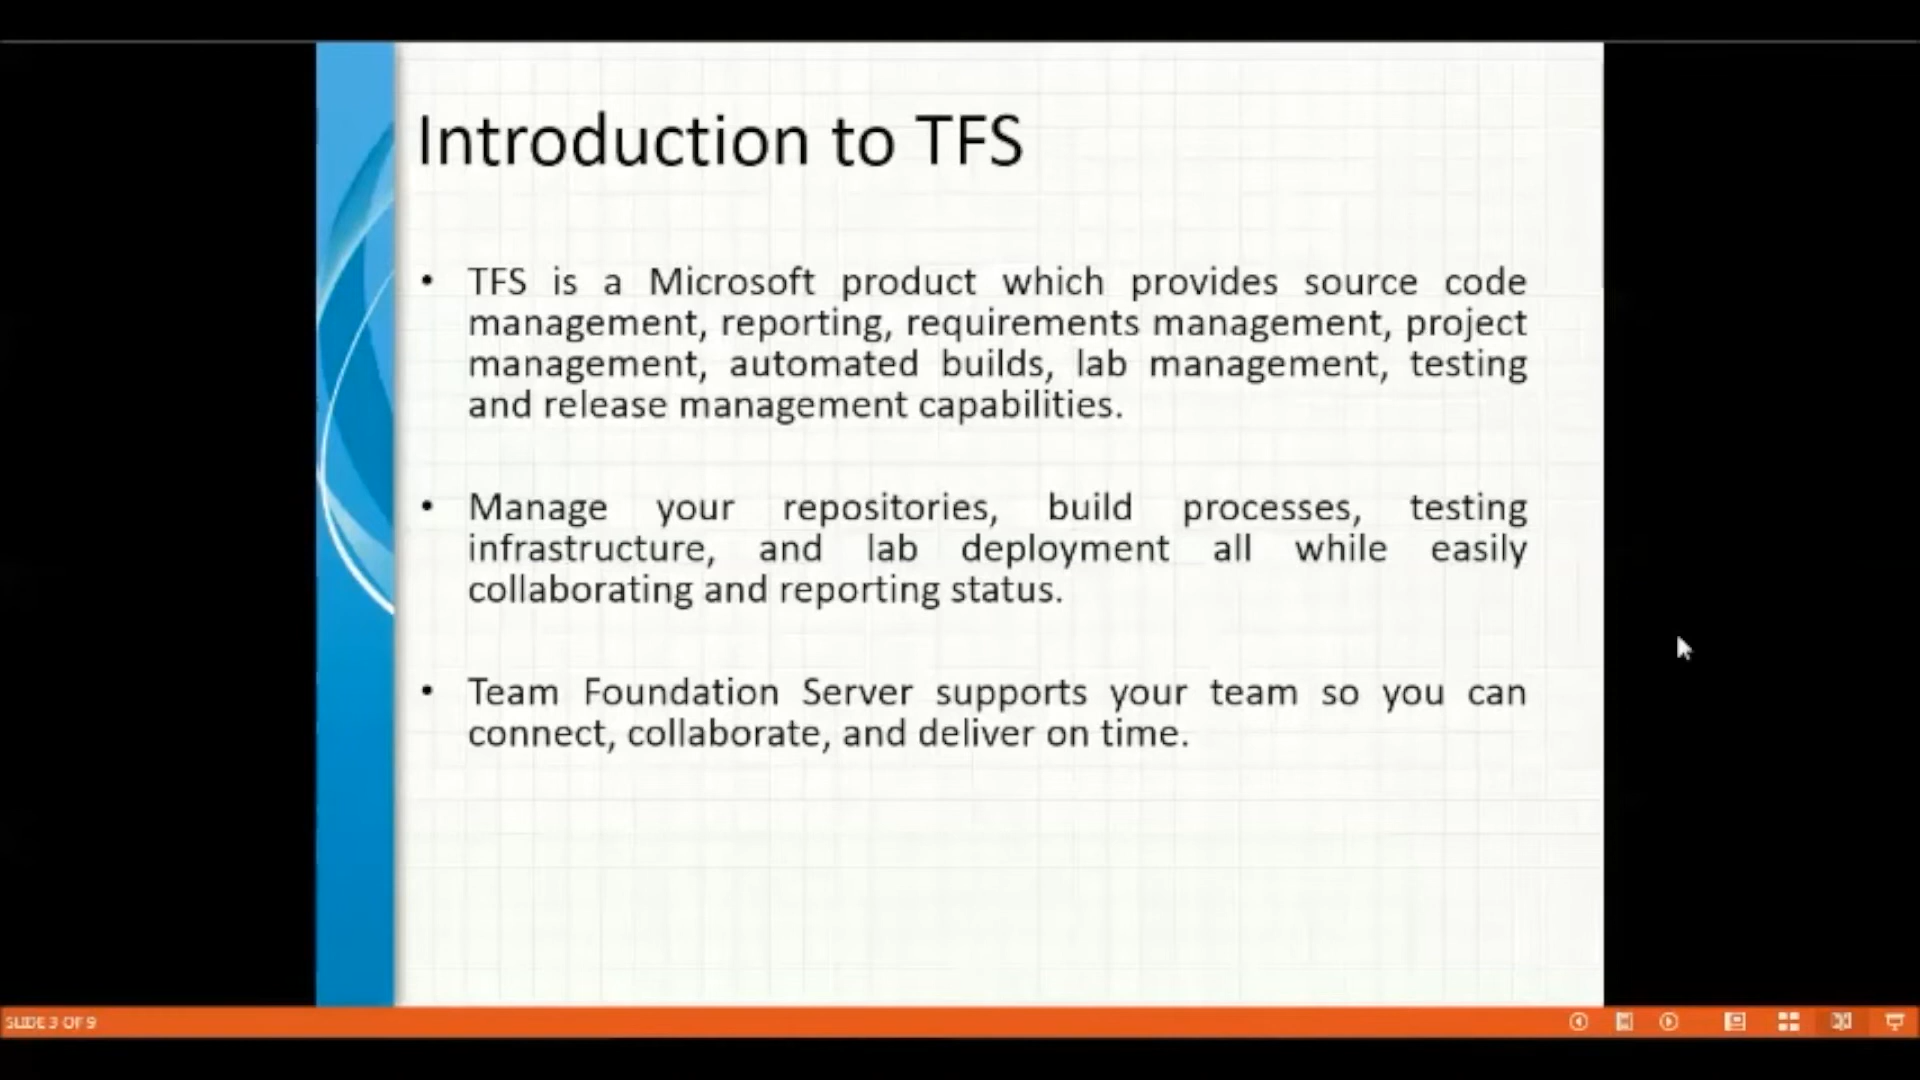 Introduction to TFS
• TFS is a Microsoft product which provides source code
management, reporting, requirements management, project
management, automated builds, lab management, testing
and release management capabilities.
• Manage your repositories, build processes, testing
infrastructure, and lab deployment all while easily
collaborating and reporting status.
• Team Foundation Server supports your team so you can
connect, collaborate, and deliver on time.
SLIDE 3 OF 9